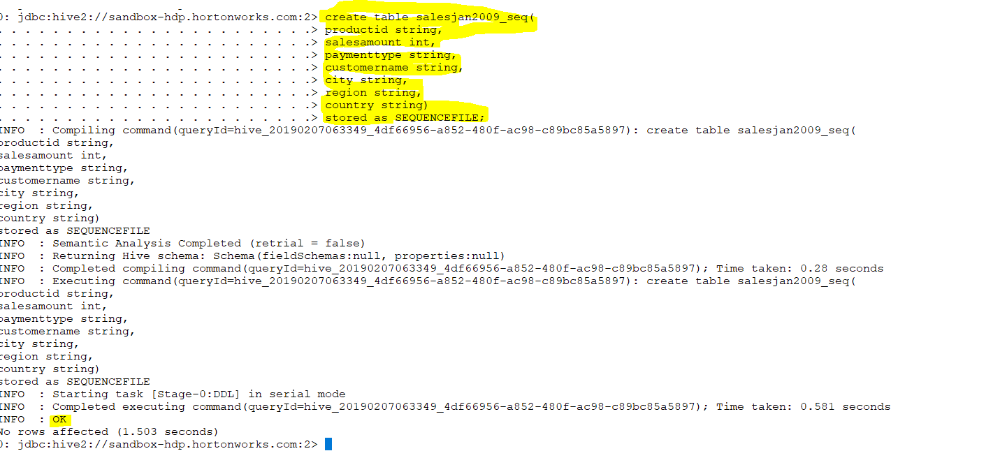 0: jdbc:hive2://sandbox-hdp.hortonworks.com:2> create table salesjan2009_seq(
. . . . . . . . . . . . . . . . . . . . . . .> productid string,
. . . . . . . . . . . . . . . . . . . . . . .> salesamount int,
. . . . . . . . . . . . . . . . . . . . . . .> paymenttype string,
. . . . . . . . . . . . . . . . . . . . . . .> customername string,
. . . . . . . . . . . . . . . . . . . . . . .> city string,
. . . . . . . . . . . . . . . . . . . . . . .> region string,
. . . . . . . . . . . . . . . . . . . . . . .> country string)
. . . . . . . . . . . . . . . . . . . . . . .> stored as SEQUENCEFILE;
INFO  : Compiling command(queryId=hive_20190207063349_4df66956-a852-480f-ac98-c89bc85a5897): create table salesjan2009_seq(
productid string,
salesamount int,
paymenttype string,
customername string,
city string,
region string,
country string)
stored as SEQUENCEFILE
INFO  : Semantic Analysis Completed (retrial = false)
INFO  : Returning Hive schema: Schema(fieldSchemas:null, properties:null)
INFO  : Completed compiling command(queryId=hive_20190207063349_4df66956-a852-480f-ac98-c89bc85a5897); Time taken: 0.28 seconds
INFO  : Executing command(queryId=hive_20190207063349_4df66956-a852-480f-ac98-c89bc85a5897): create table salesjan2009_seq(
productid string,
salesamount int,
paymenttype string,
customername string,
city string,
region string,
country string)
stored as SEQUENCEFILE
INFO  : Starting task [Stage-0:DDL] in serial mode
INFO  : Completed executing command(queryId=hive_20190207063349_4df66956-a852-480f-ac98-c89bc85a5897); Time taken: 0.581 seconds
INFO  : OK
No rows affected (1.503 seconds)
0: jdbc:hive2://sandbox-hdp.hortonworks.com:2>